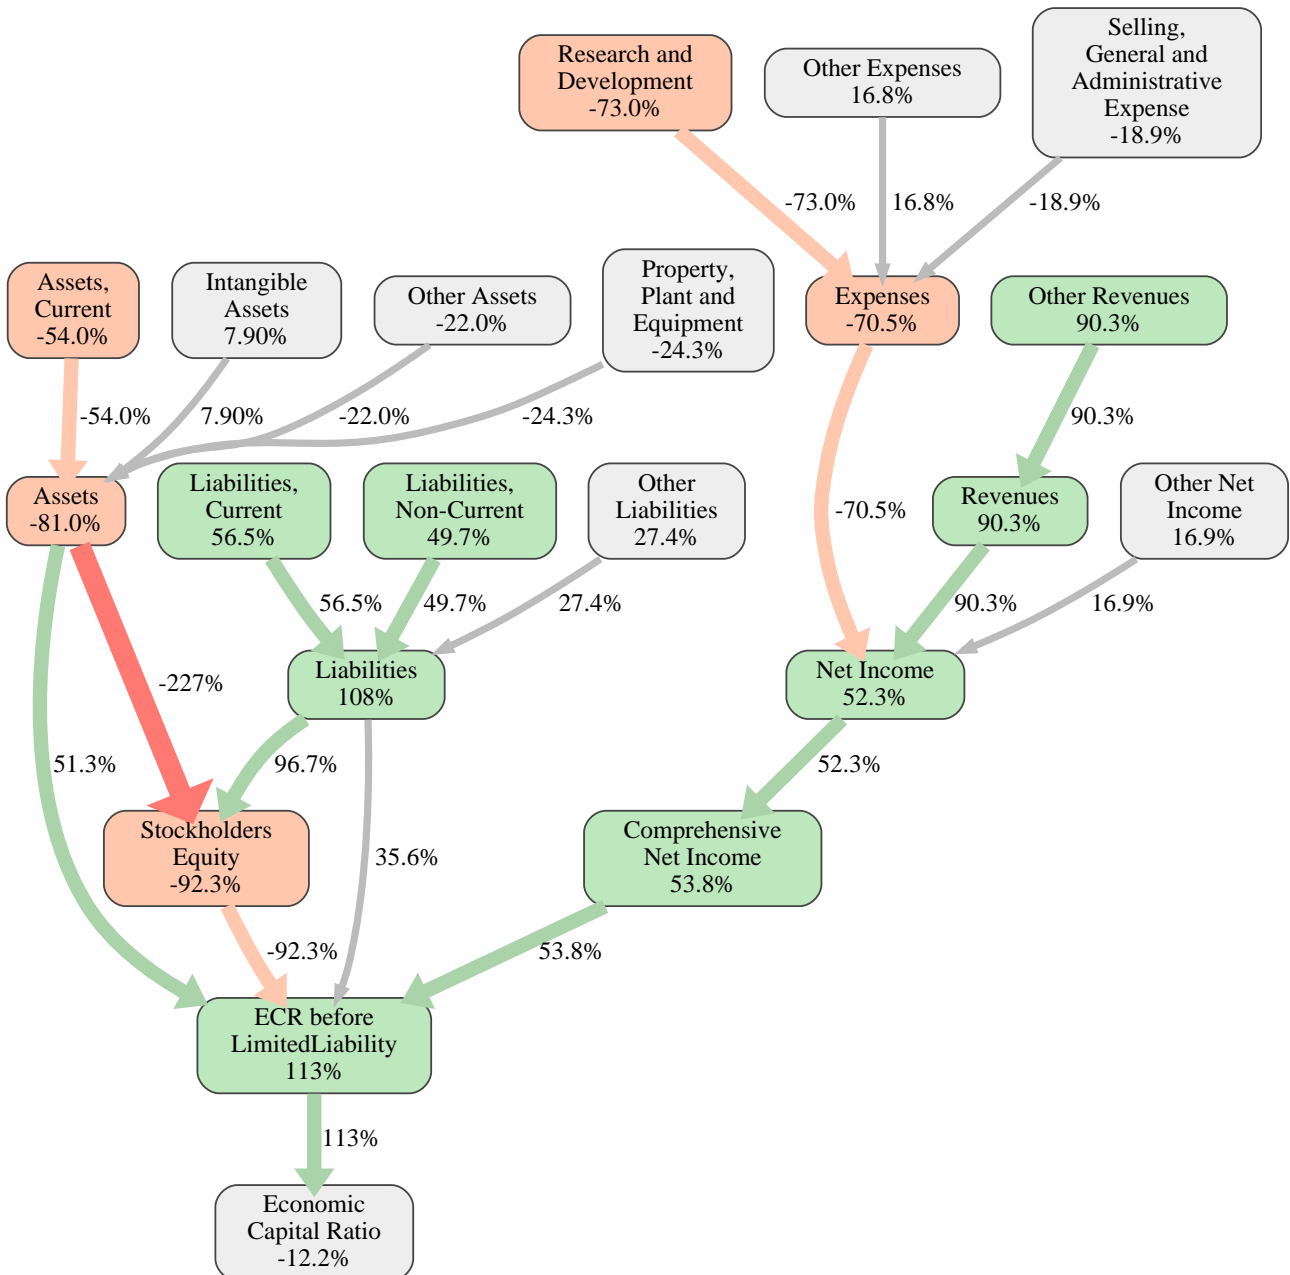 Research and
Development
-73.0%
Other Expenses
16.8%
Selling,
General and
Administrative
Expense
-18.9%
-73.0%
16.8%
-18.9%
Assets,
Current
-54.0%
Intangible
Assets
7.90%
Other Assets
-22.0%
Property,
Plant and
Equipment
-24.3%
Expenses
-70.5%
Other Revenues
90.3%
-54.0%
7.90%
-22.0%
-24.3%
90.3%
Assets
-81.0%
Liabilities,
Current
56.5%
Liabilities,
Non-Current
49.7%
Other
Liabilities
27.4%
-70.5%
Revenues
90.3%
Other Net
Income
16.9%
56.5%
49.7%
27.4%
90.3%
16.9%
-227%
Liabilities
108%
Net Income
52.3%
51.3%
96.7%
52.3%
Stockholders
Equity
-92.3%
35.6%
Comprehensive
Net Income
53.8%
-92.3%
53.8%
ECR before
LimitedLiability
113%
113%
Economic
Capital Ratio
-12.2%